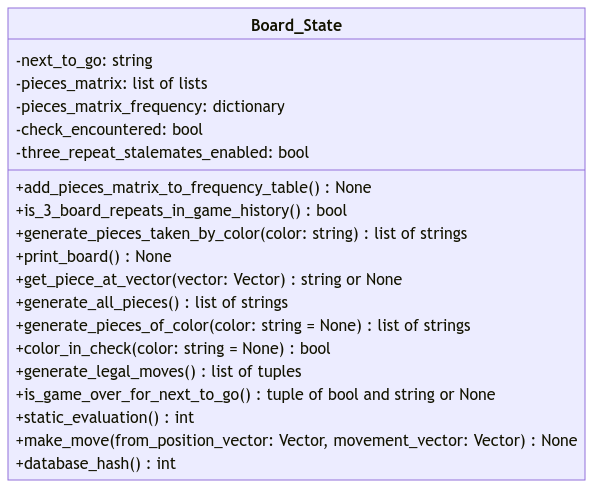 Board_State
-next_to_go: string
-pieces_matrix: list of lists
-pieces_matrix_frequency: dictionary
-check_encountered: bool
-three_repeat_stalemates_enabled: bool
+add_pieces_matrix_to_frequency_table() : None
+is_3_board_repeats_in_game_history() : bool
+generate_pieces_taken_by_color(color: string) : list of strings
+print_board() : None
+get_piece_at_vector(vector: Vector) : string or None
+generate_all_pieces() : list of strings
+generate_pieces_of_color(color: string = None) : list of strings
+color_in_check(color: string = None) : bool
+generate_legal_moves() : list of tuples
+is_game_over_for_next_to_go() : tuple of bool and string or None
+static_evaluation() : int
+make_move(from_position_vector: Vector, movement_vector: Vector) : None
+database_hash() : int